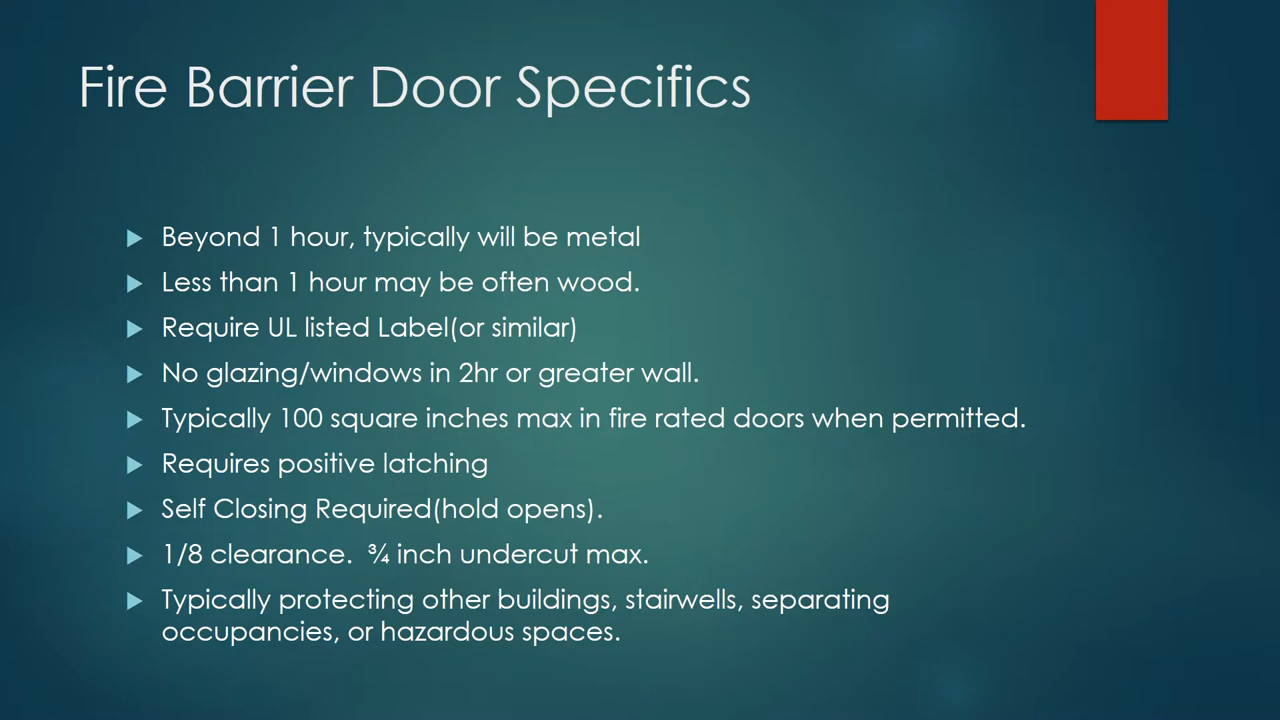 Fire Barrier Door Specifics
Beyond 1 hour, typically will be metal
Less than 1 hour may be often wood.
Require UL listed Label(or similar)
No glazing/windows in 2hr or greater wall.
Typically 100 square inches max in fire rated doors when permitted.
Requires positive latching
Self Closing Required(hold opens).
1/8 clearance.  ¾ inch undercut max.
Typically protecting other buildings, stairwells, separating
occupancies, or hazardous spaces.